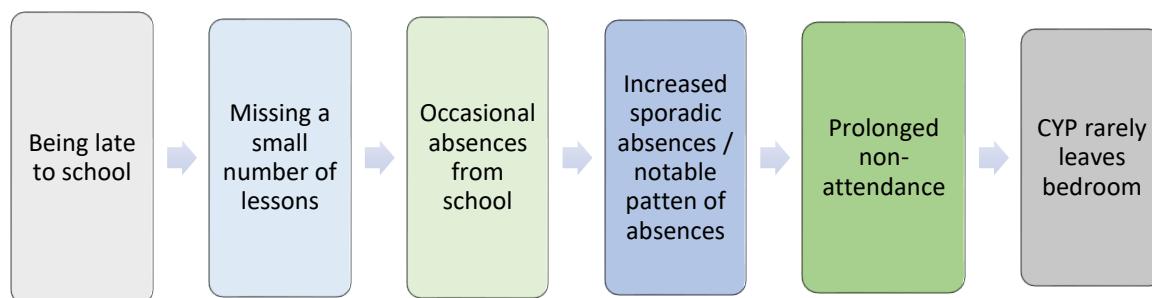 Being late
to school
Missing a
small
number of
lessons
Occasional
absences
from
school
Increased
sporadic
absences /
notable
patten of
absences
Prolonged
non-
attendance
CYP rarely
leaves
bedroom